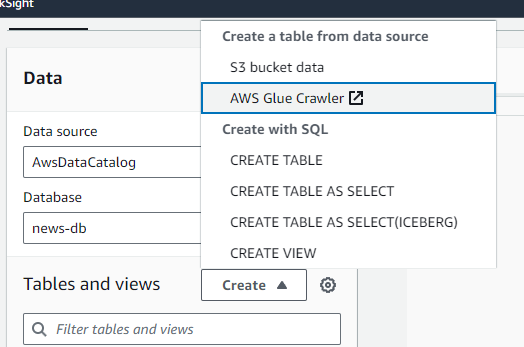 kSight
Create a table from data source
S3 bucket data
AWS Glue Crawler
Create with SQL
CREATE TABLE
CREATE TABLE AS SELECT
CREATE TABLE AS SELECT(ICEBERG)
CREATE VIEW
Data
Data source
AwsDataCatalog
Database
news-db
Tables and views
Create
Filter tables and views